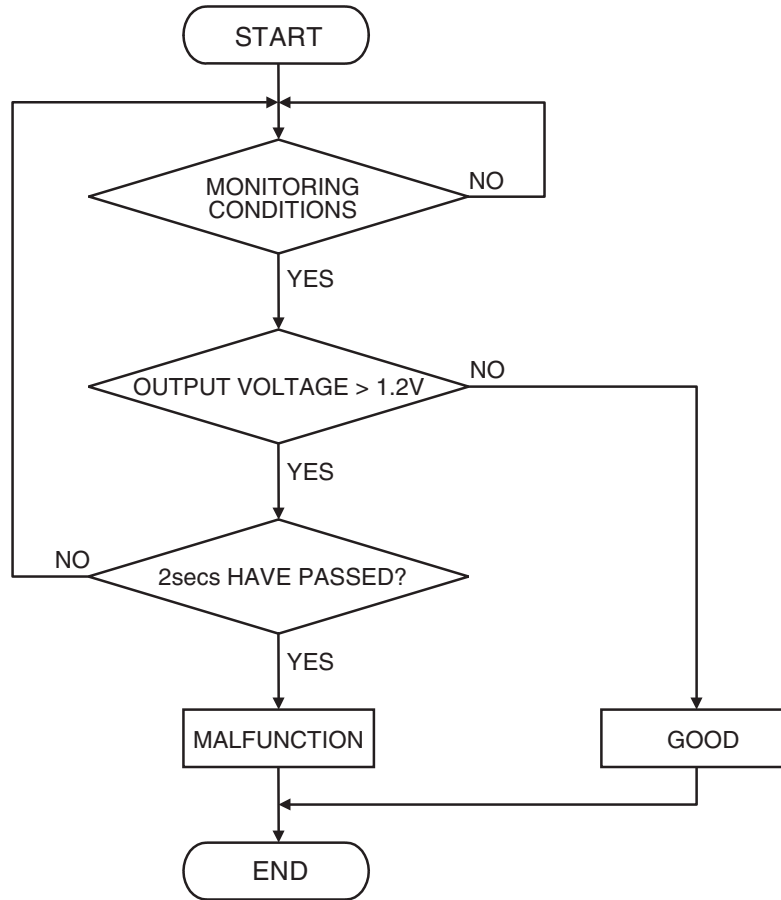 START
MONITORING
CONDITIONS
NO
YES
OUTPUT VOLTAGE > 1.2V
NO
YES
2secs HAVE PASSED?
NO
YES
MALFUNCTION
GOOD
END